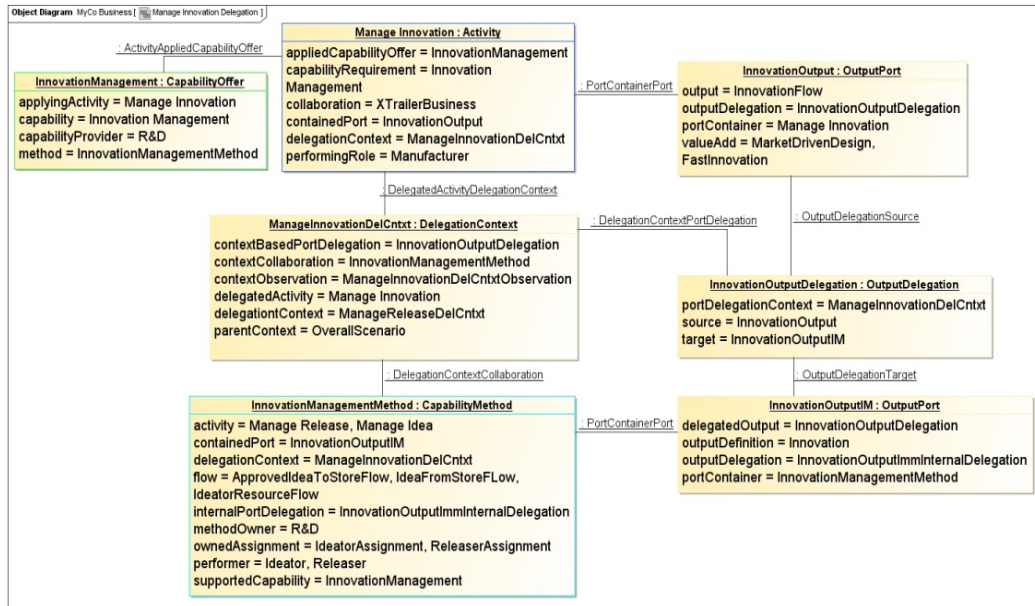 Object Diagram MyCo Business [ Manage Innovation Delegation ]
Manage Innovation : Activity
appliedCapabilityOffer = InnovationManagement
capabilityRequirement = Innovation
Management
collaboration = XTrailerBusiness
containedPort = InnovationOutput
delegationContext = ManageInnovationDelCntxt
performingRole = Manufacturer
: ActivityAppliedCapabilityOffer
InnovationManagement : CapabilityOffer
applyingActivity = Manage Innovation
capability = Innovation Management
capabilityProvider = R&D
method = InnovationManagementMethod
: PortContainerPort
InnovationOutput : OutputPort
output = InnovationFlow
outputDelegation = InnovationOutputDelegation
portContainer = Manage Innovation
valueAdd = MarketDrivenDesign,
FastInnovation
: DelegatedActivityDelegationContext
ManageInnovationDelCntxt : DelegationContext
contextBasedPortDelegation = InnovationOutputDelegation
contextCollaboration = InnovationManagementMethod
contextObservation = ManageInnovationDelCntxtObservation
delegatedActivity = Manage Innovation
delegationtContext = ManageReleaseDelCntxt
parentContext = OverallScenario
: DelegationContextPortDelegation
: OutputDelegationSource
InnovationOutputDelegation : OutputDelegation
portDelegationContext = ManageInnovationDelCntxt
source = InnovationOutput
target = InnovationOutputIM
: DelegationContextCollaboration
: OutputDelegationTarget
InnovationManagementMethod : CapabilityMethod
activity = Manage Release, Manage Idea
containedPort = InnovationOutputIM
delegationContext = ManageInnovationDelCntxt
flow = ApprovedIdeaToStoreFlow, IdeaFromStoreFLow,
IdeatorResourceFlow
internalPortDelegation = InnovationOutputImmInternalDelegation
methodOwner = R&D
ownedAssignment = IdeatorAssignment, ReleaserAssignment
performer = Ideator, Releaser
supportedCapability = InnovationManagement
: PortContainerPort
InnovationOutputIM : OutputPort
delegatedOutput = InnovationOutputDelegation
outputDefinition = Innovation
outputDelegation = InnovationOutputImmInternalDelegation
portContainer = InnovationManagementMethod